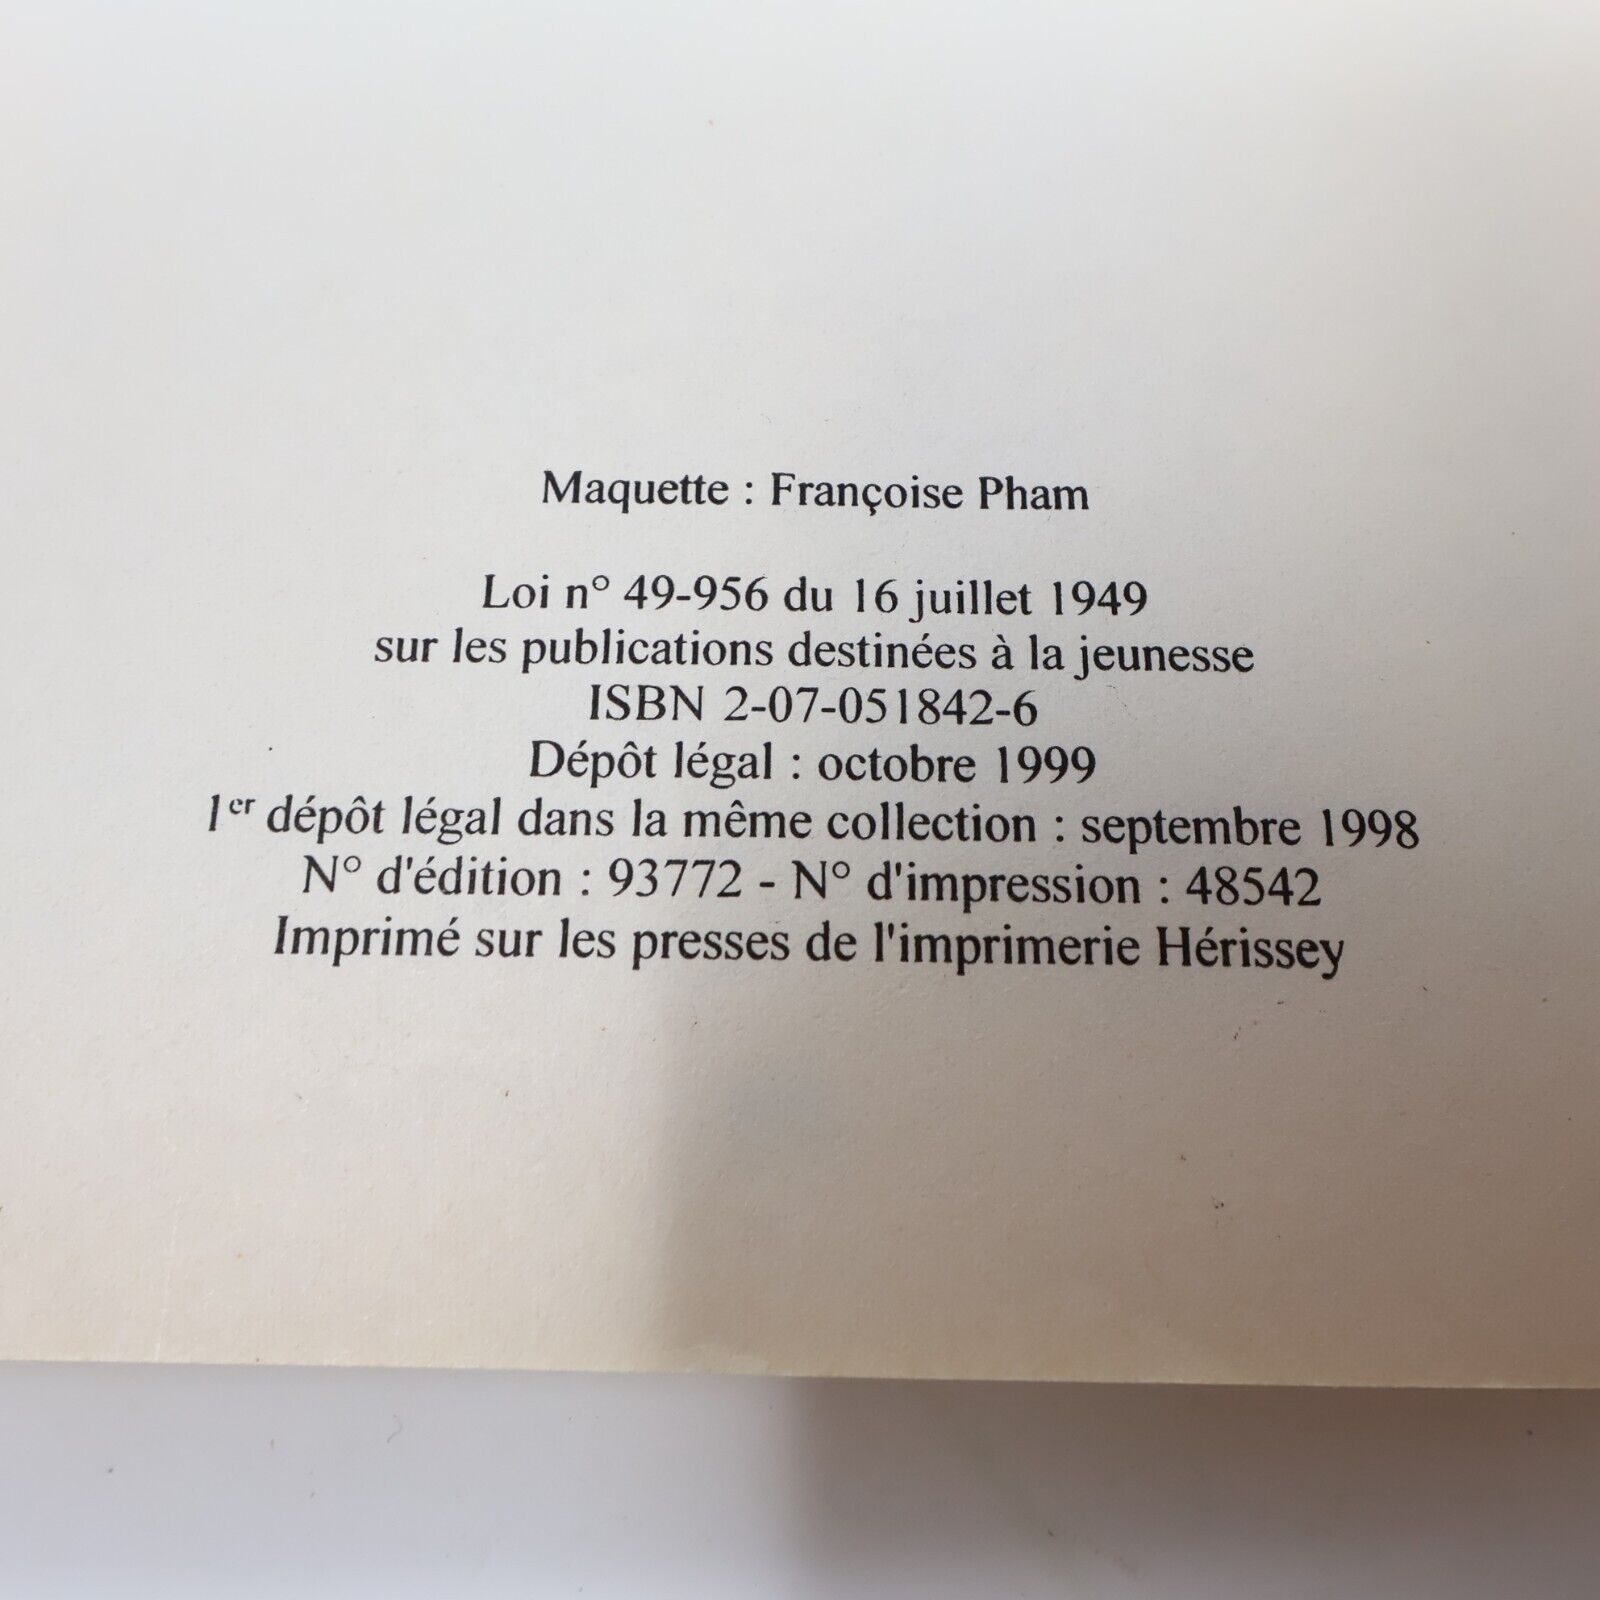 Maquette : Françoise Pham
Loi n° 49-956 du 16 juillet 1949
sur les publications destinées à la jeunesse
ISBN 2-07-051842-6
Dépôt légal : octobre 1999
1er dépôt légal dans la même collection : septembre 1998
N° d'édition : 93772 - N° d'impression : 48542
Imprimé sur les presses de l'imprimerie Hérissey